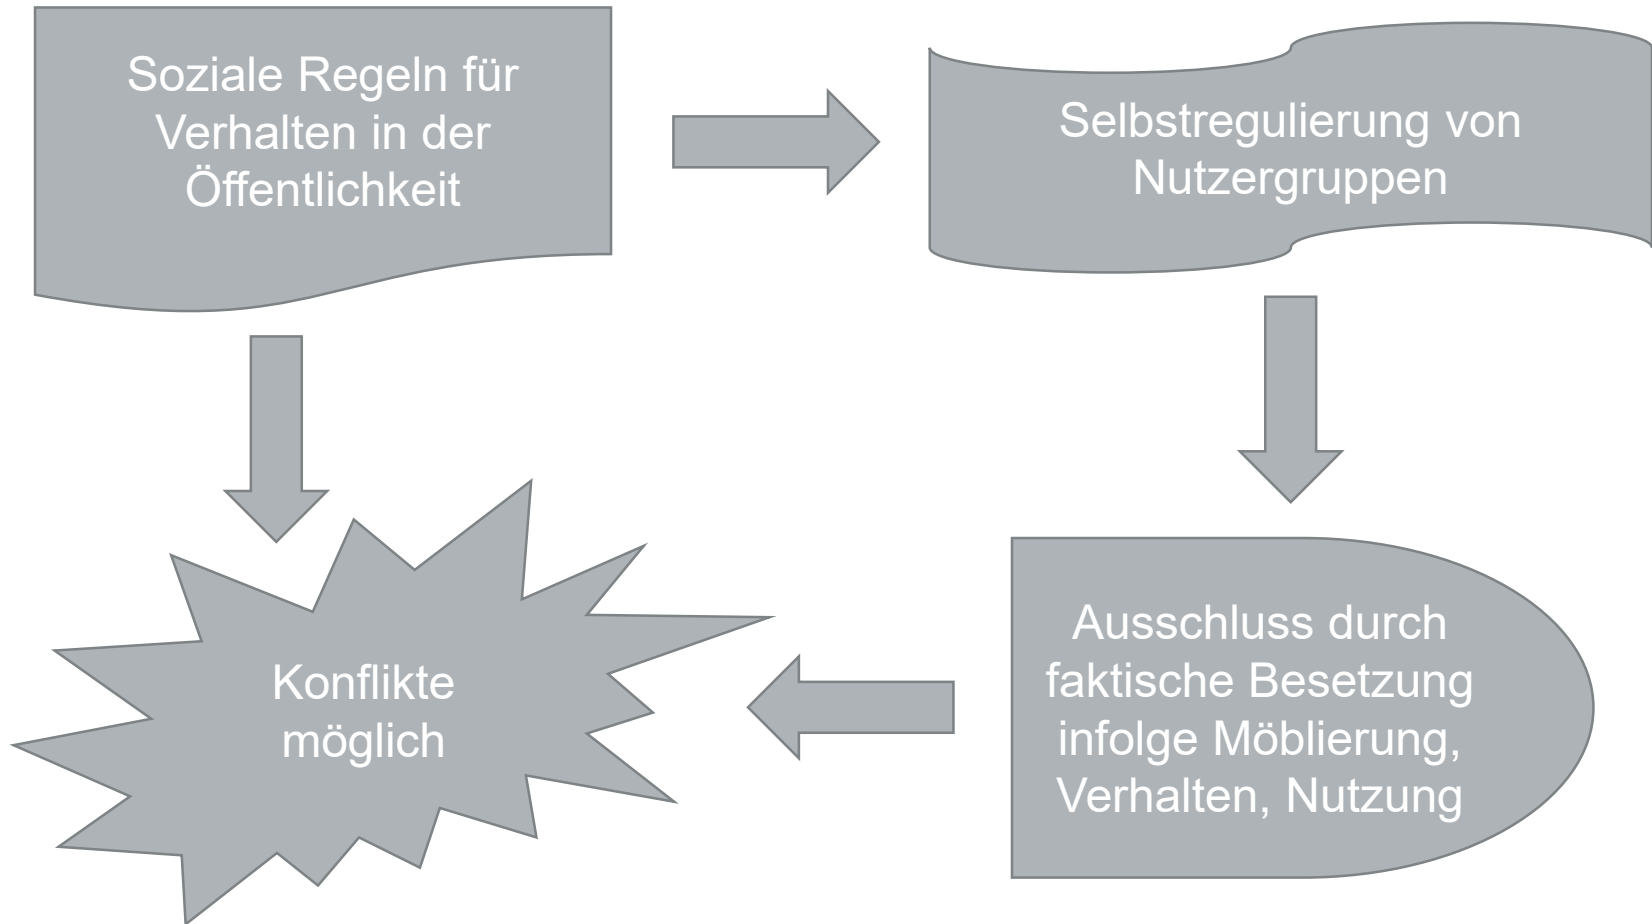 Soziale Regeln für
Verhalten in der
Öffentlichkeit
Selbstregulierung von
Nutzergruppen
Konflikte
möglich
Ausschluss durch
faktische Besetzung
infolge Möblierung,
Verhalten, Nutzung